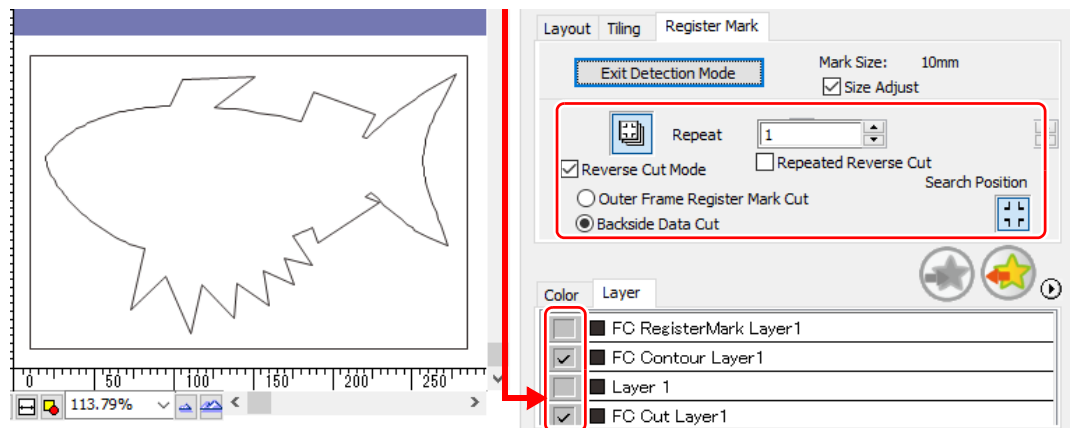 Layout Tiling Register Mark
Exit Detection Mode
Mark Size: 10mm
Size Adjust
Repeat 1
Reverse Cut Mode
Repeated Reverse Cut
Search Position
Outer Frame Register Mark Cut
Backside Data Cut
Color Layer
FC RegisterMark Layer1
FC Contour Layer1
Layer 1
FC Cut Layer1
0 50 100 150 200 250
113.79%